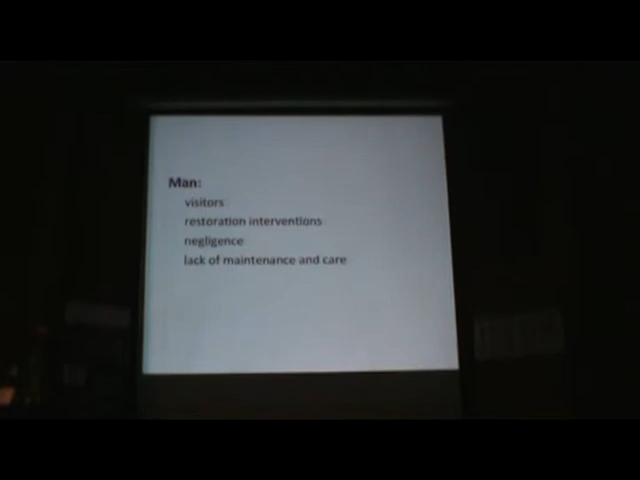 Man:
visitors
restoration interventions
negligence
lack of maintenance and care